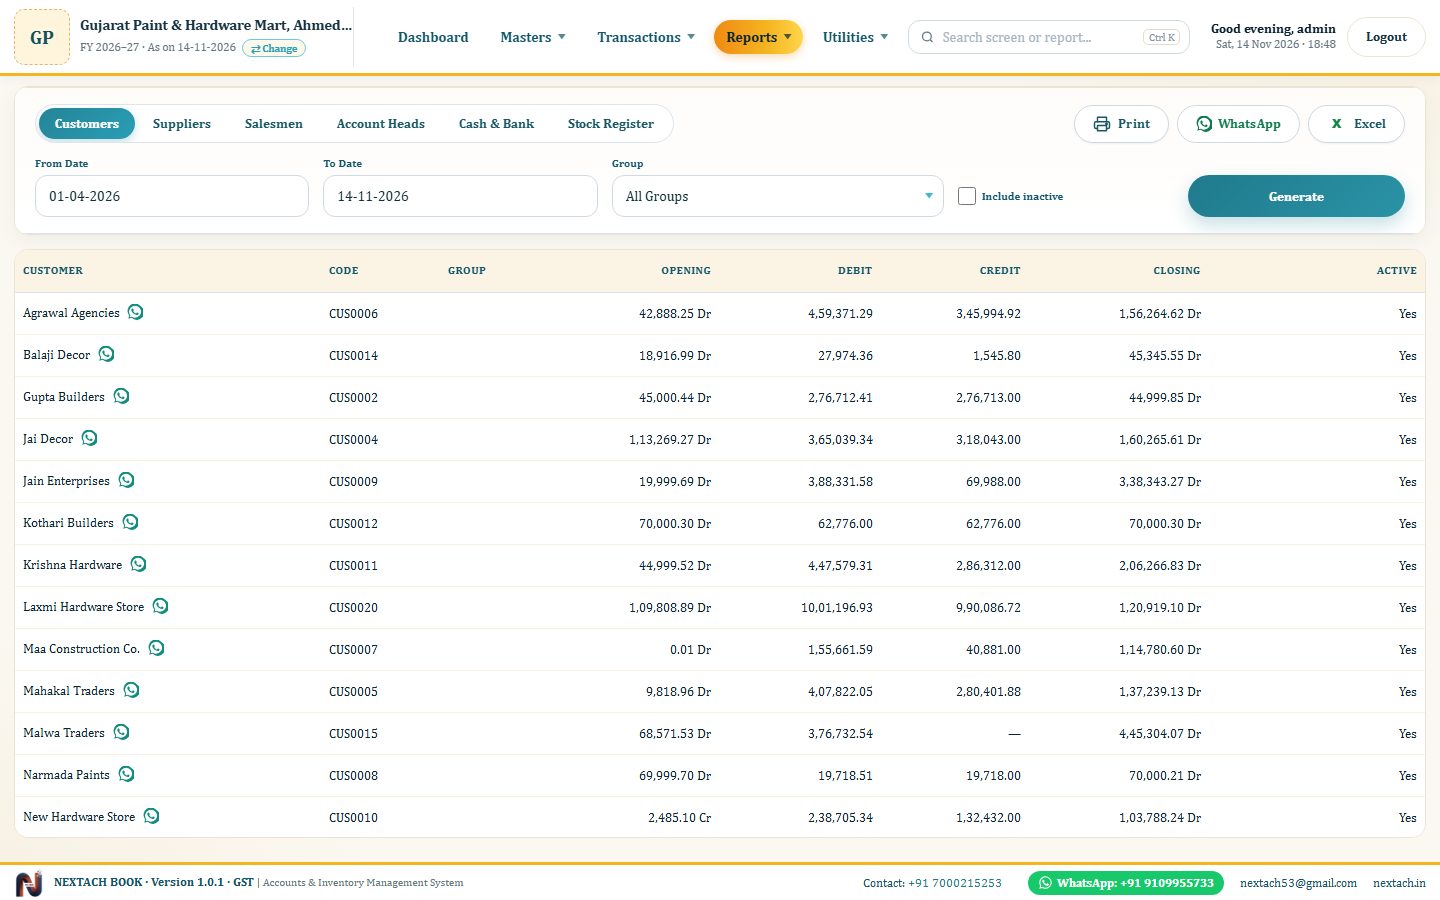 GP
Gujarat Paint & Hardware Mart, Ahmed...
FY 2026–27 · As on 14-11-2026 ⇄ Change
Dashboard Masters Transactions Reports Utilities
Search screen or report... Ctrl K
Good evening, admin
Sat, 14 Nov 2026 · 18:48
Logout
Customers Suppliers Salesmen Account Heads Cash & Bank Stock Register
Print WhatsApp X Excel
From Date To Date Group
01-04-2026 14-11-2026 All Groups Include inactive Generate
CUSTOMER CODE GROUP OPENING DEBIT CREDIT CLOSING ACTIVE
Agrawal Agencies CUS0006 42,888.25 Dr 4,59,371.29 3,45,994.92 1,56,264.62 Dr Yes
Balaji Decor CUS0014 18,916.99 Dr 27,974.36 1,545.80 45,345.55 Dr Yes
Gupta Builders CUS0002 45,000.44 Dr 2,76,712.41 2,76,713.00 44,999.85 Dr Yes
Jai Decor CUS0004 1,13,269.27 Dr 3,65,039.34 3,18,043.00 1,60,265.61 Dr Yes
Jain Enterprises CUS0009 19,999.69 Dr 3,88,331.58 69,988.00 3,38,343.27 Dr Yes
Kothari Builders CUS0012 70,000.30 Dr 62,776.00 62,776.00 70,000.30 Dr Yes
Krishna Hardware CUS0011 44,999.52 Dr 4,47,579.31 2,86,312.00 2,06,266.83 Dr Yes
Laxmi Hardware Store CUS0020 1,09,808.89 Dr 10,01,196.93 9,90,086.72 1,20,919.10 Dr Yes
Maa Construction Co. CUS0007 0.01 Dr 1,55,661.59 40,881.00 1,14,780.60 Dr Yes
Mahakal Traders CUS0005 9,818.96 Dr 4,07,822.05 2,80,401.88 1,37,239.13 Dr Yes
Malwa Traders CUS0015 68,571.53 Dr 3,76,732.54 — 4,45,304.07 Dr Yes
Narmada Paints CUS0008 69,999.70 Dr 19,718.51 19,718.00 70,000.21 Dr Yes
New Hardware Store CUS0010 2,485.10 Cr 2,38,705.34 1,32,432.00 1,03,788.24 Dr Yes
NEXTACH BOOK · Version 1.0.1 · GST | Accounts & Inventory Management System
Contact: +91 7000215253 WhatsApp: +91 9109955733 nextach53@gmail.com nextach.in